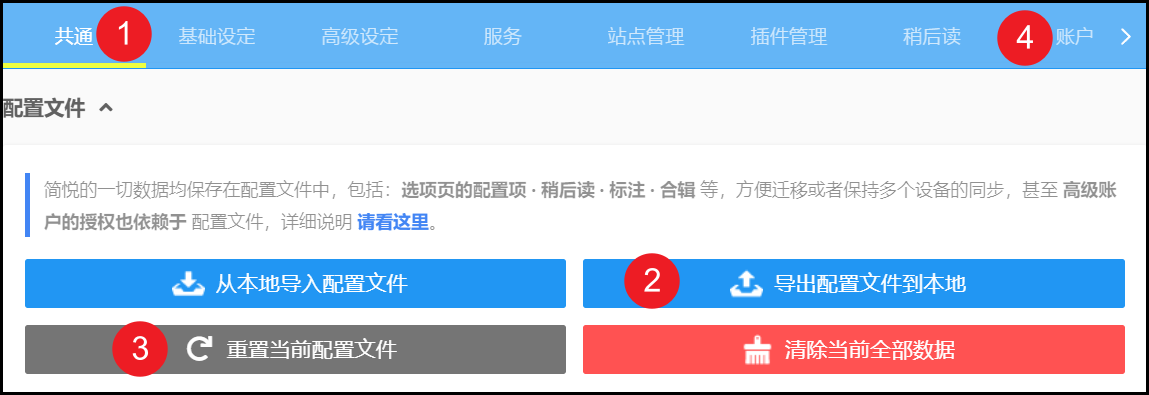 共通 1 基础设定 高级设定 服务 站点管理 插件管理 稍后读 4 账户
配置文件
简悦的一切数据均保存在配置文件中，包括：选项页的配置项 · 稍后读 · 标注 · 合辑 等，方便迁移或者保持多个设备的同步，甚至 高级账
户的授权也依赖于 配置文件，详细说明 请看这里。
从本地导入配置文件 2 导出配置文件到本地
3 重置当前配置文件 清除当前全部数据